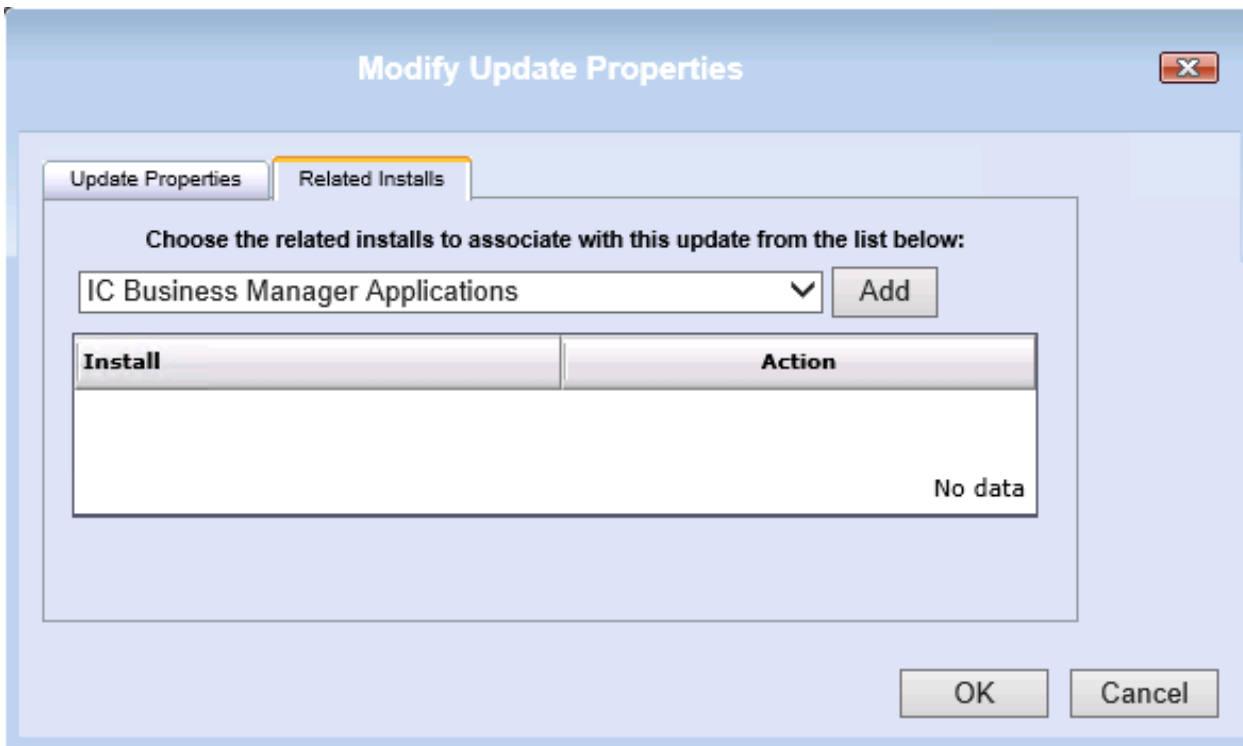 Modify Update Properties
Update Properties
Related Installs
Choose the related installs to associate with this update from the list below:
IC Business Manager Applications
Add
Install
Action
No data
OK
Cancel